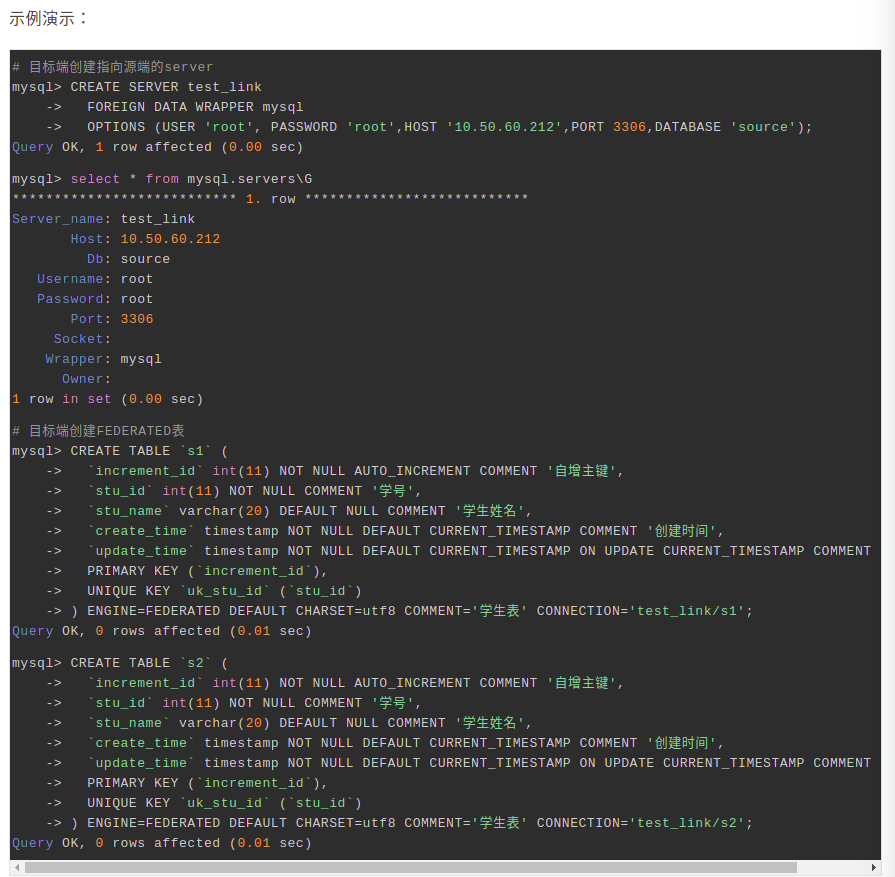 示例演示：
# 目标端创建指向源端的server
mysql> CREATE SERVER test_link
    ->   FOREIGN DATA WRAPPER mysql
    ->   OPTIONS (USER 'root', PASSWORD 'root',HOST '10.50.60.212',PORT 3306,DATABASE 'source');
Query OK, 1 row affected (0.00 sec)
mysql> select * from mysql.servers\G
*************************** 1. row ***************************
Server_name: test_link
       Host: 10.50.60.212
         Db: source
   Username: root
   Password: root
       Port: 3306
     Socket:
    Wrapper: mysql
      Owner:
1 row in set (0.00 sec)
# 目标端创建FEDERATED表
mysql> CREATE TABLE `s1` (
    ->   `increment_id` int(11) NOT NULL AUTO_INCREMENT COMMENT '自增主键',
    ->   `stu_id` int(11) NOT NULL COMMENT '学号',
    ->   `stu_name` varchar(20) DEFAULT NULL COMMENT '学生姓名',
    ->   `create_time` timestamp NOT NULL DEFAULT CURRENT_TIMESTAMP COMMENT '创建时间',
    ->   `update_time` timestamp NOT NULL DEFAULT CURRENT_TIMESTAMP ON UPDATE CURRENT_TIMESTAMP COMMENT
    ->   PRIMARY KEY (`increment_id`),
    ->   UNIQUE KEY `uk_stu_id` (`stu_id`)
    -> ) ENGINE=FEDERATED DEFAULT CHARSET=utf8 COMMENT='学生表' CONNECTION='test_link/s1';
Query OK, 0 rows affected (0.01 sec)
mysql> CREATE TABLE `s2` (
    ->   `increment_id` int(11) NOT NULL AUTO_INCREMENT COMMENT '自增主键',
    ->   `stu_id` int(11) NOT NULL COMMENT '学号',
    ->   `stu_name` varchar(20) DEFAULT NULL COMMENT '学生姓名',
    ->   `create_time` timestamp NOT NULL DEFAULT CURRENT_TIMESTAMP COMMENT '创建时间',
    ->   `update_time` timestamp NOT NULL DEFAULT CURRENT_TIMESTAMP ON UPDATE CURRENT_TIMESTAMP COMMENT
    ->   PRIMARY KEY (`increment_id`),
    ->   UNIQUE KEY `uk_stu_id` (`stu_id`)
    -> ) ENGINE=FEDERATED DEFAULT CHARSET=utf8 COMMENT='学生表' CONNECTION='test_link/s2';
Query OK, 0 rows affected (0.01 sec)